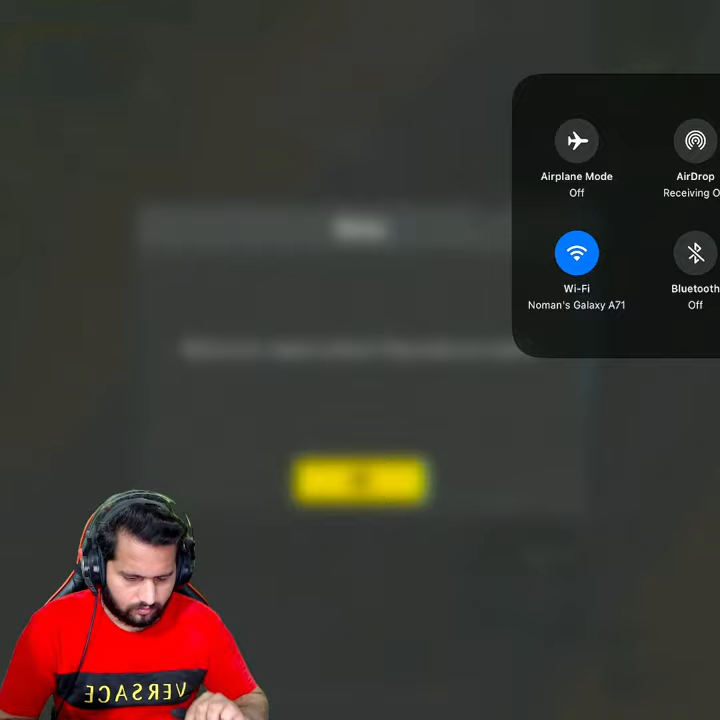 Airplane Mode
Off
AirDrop
Receiving O
Wi-Fi
Noman's Galaxy A71
Bluetooth
Off
VERSACE